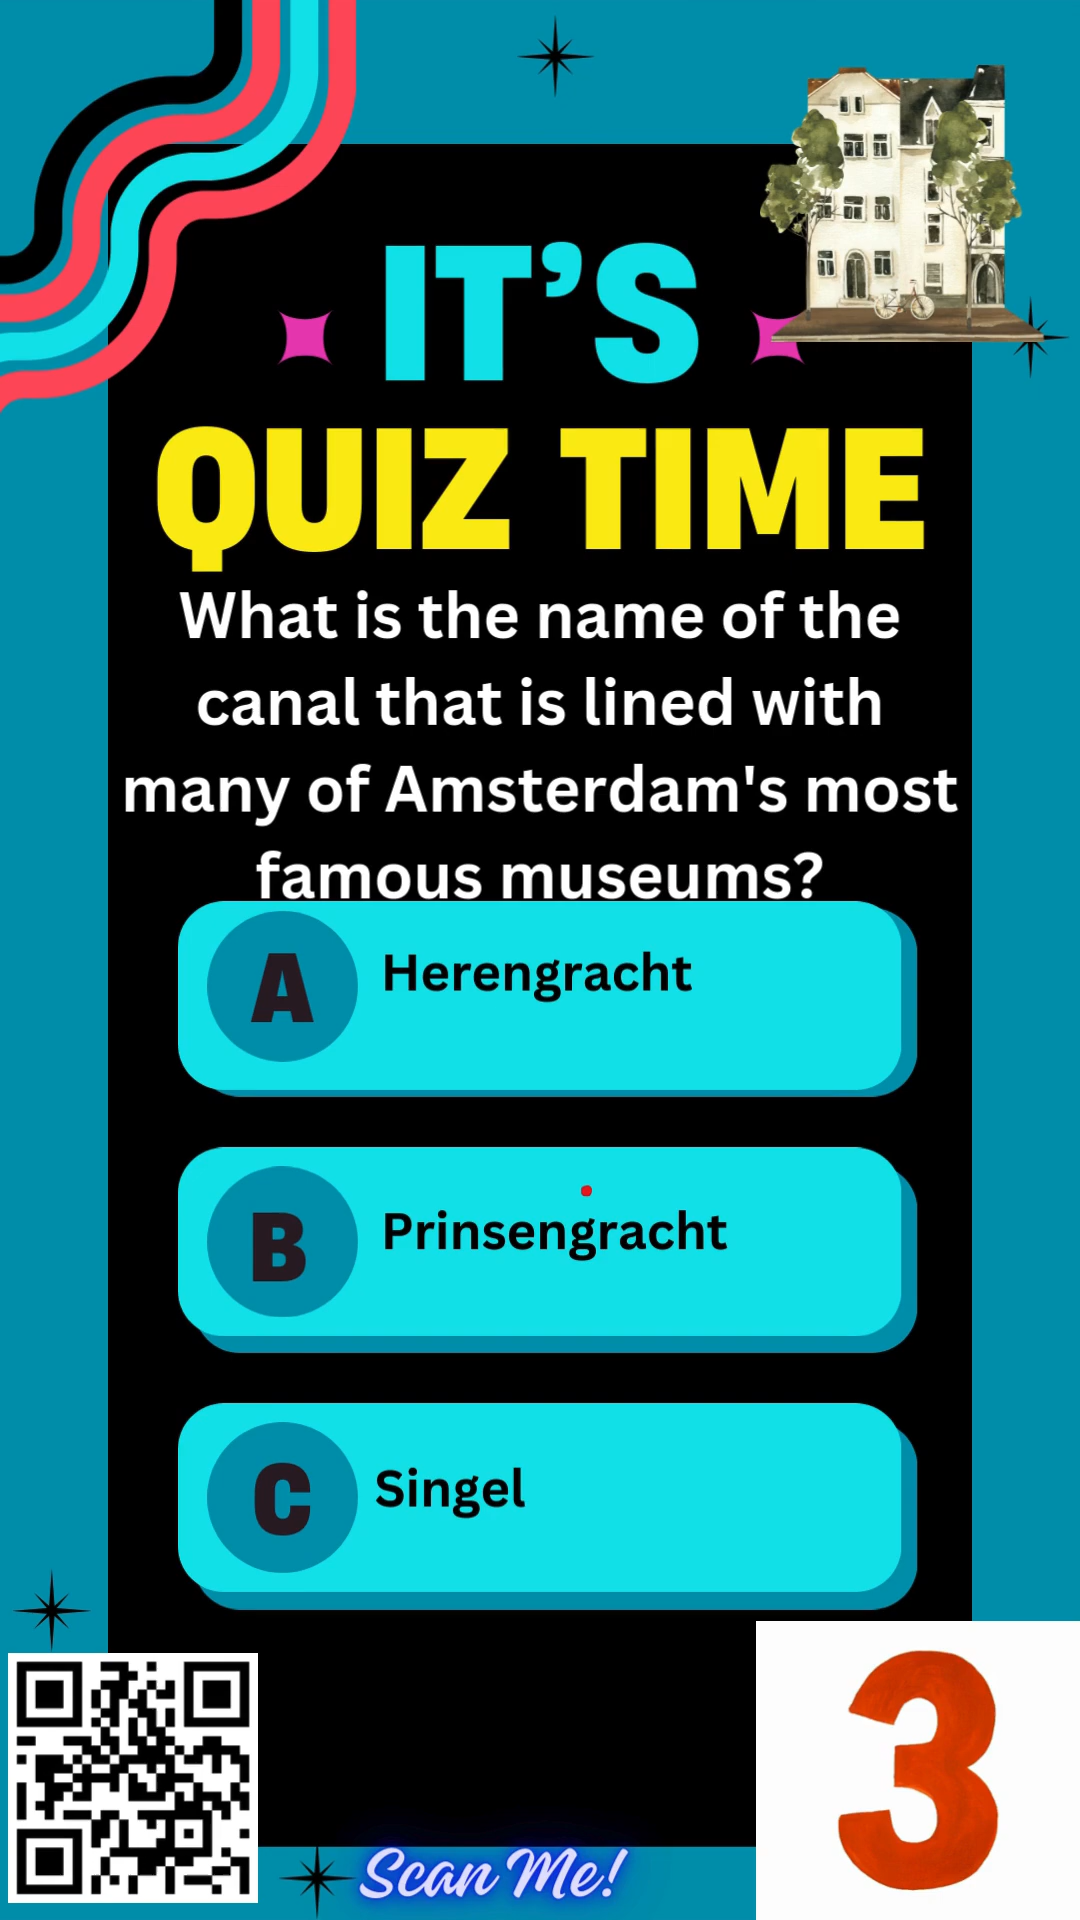 IT’S
QUIZ TIME
What is the name of the
canal that is lined with
many of Amsterdam's most
famous museums?
A Herengracht
B Prinsengracht
C Singel
3
Scan Me!